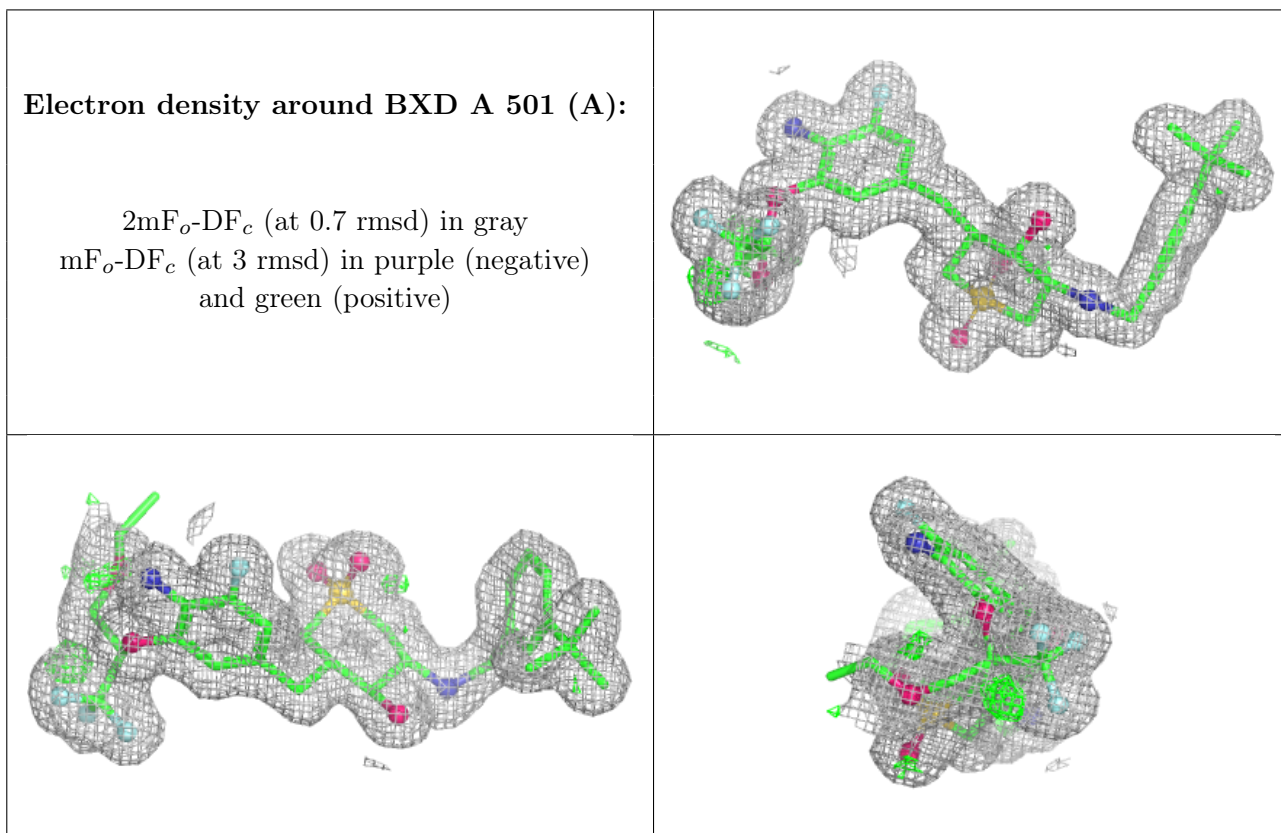 Electron density around BXD A 501 (A):
2mFo-DFc (at 0.7 rmsd) in gray
mFo-DFc (at 3 rmsd) in purple (negative)
and green (positive)